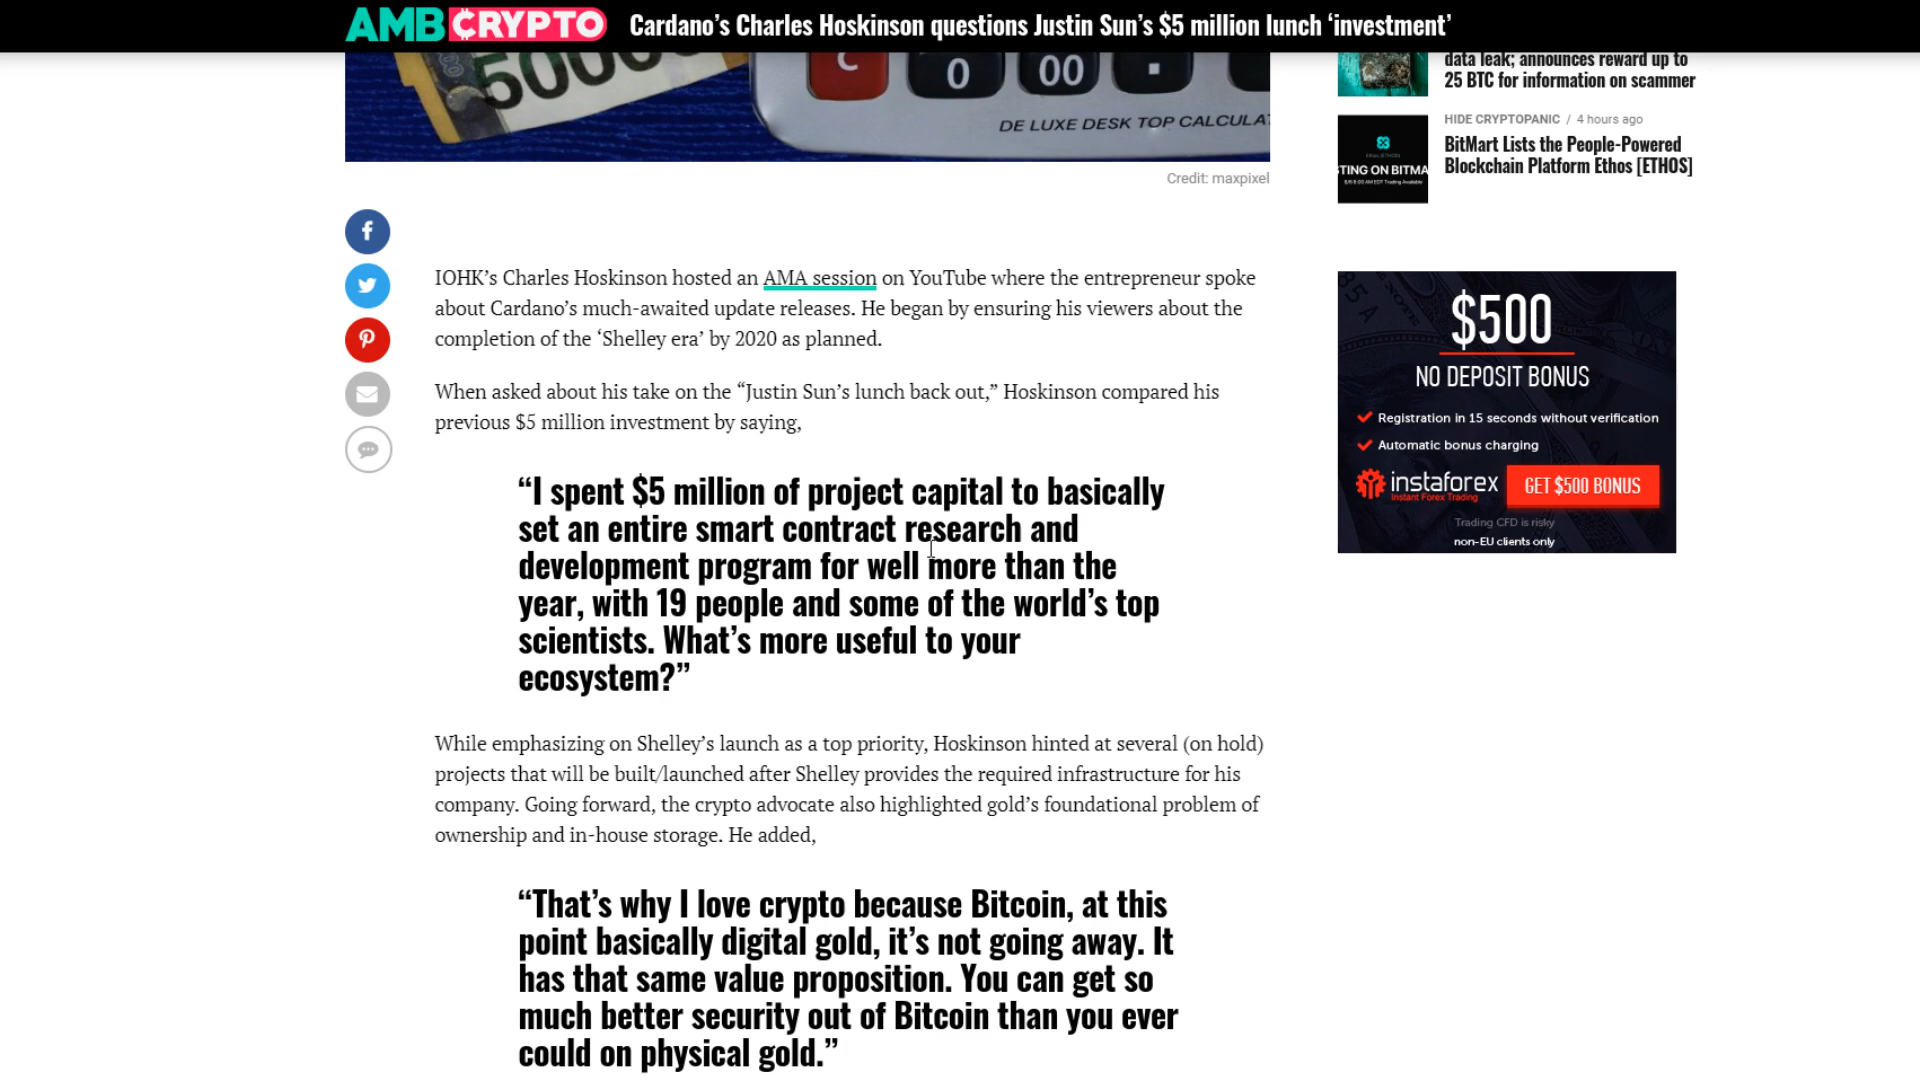 AMBCRYPTO
Cardano’s Charles Hoskinson questions Justin Sun’s $5 million lunch ‘investment’
5000
C
0
00
.
DE LUXE DESK TOP CALCULA
Credit: maxpixel
IOHK’s Charles Hoskinson hosted an AMA session on YouTube where the entrepreneur spoke
about Cardano’s much-awaited update releases. He began by ensuring his viewers about the
completion of the ‘Shelley era’ by 2020 as planned.
When asked about his take on the “Justin Sun’s lunch back out,” Hoskinson compared his
previous $5 million investment by saying,
“I spent $5 million of project capital to basically
set an entire smart contract research and
development program for well more than the
year, with 19 people and some of the world’s top
scientists. What’s more useful to your
ecosystem?”
While emphasizing on Shelley’s launch as a top priority, Hoskinson hinted at several (on hold)
projects that will be built/launched after Shelley provides the required infrastructure for his
company. Going forward, the crypto advocate also highlighted gold’s foundational problem of
ownership and in-house storage. He added,
“That’s why I love crypto because Bitcoin, at this
point basically digital gold, it’s not going away. It
has that same value proposition. You can get so
much better security out of Bitcoin than you ever
could on physical gold.”
data leak; announces reward up to
25 BTC for information on scammer
HIDE CRYPTOPANIC / 4 hours ago
BitMart Lists the People-Powered
Blockchain Platform Ethos [ETHOS]
STING ON BITMA
$500
NO DEPOSIT BONUS
Registration in 15 seconds without verification
Automatic bonus charging
instaforex
Instant Forex Trading
GET $500 BONUS
Trading CFD is risky
non-EU clients only